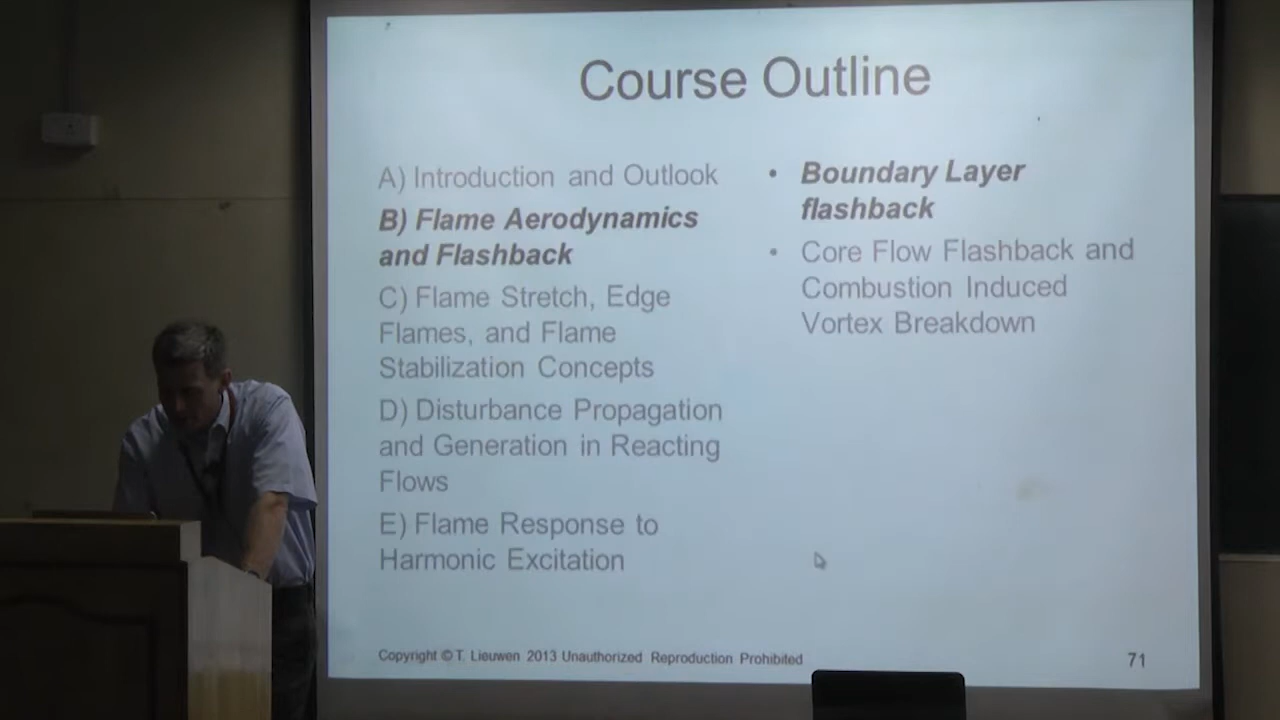 Course Outline
A) Introduction and Outlook
B) Flame Aerodynamics
and Flashback
C) Flame Stretch, Edge
Flames, and Flame
Stabilization Concepts
D) Disturbance Propagation
and Generation in Reacting
Flows
E) Flame Response to
Harmonic Excitation
• Boundary Layer
flashback
• Core Flow Flashback and
Combustion Induced
Vortex Breakdown
Copyright © T. Lieuwen 2013 Unauthorized Reproduction Prohibited
71